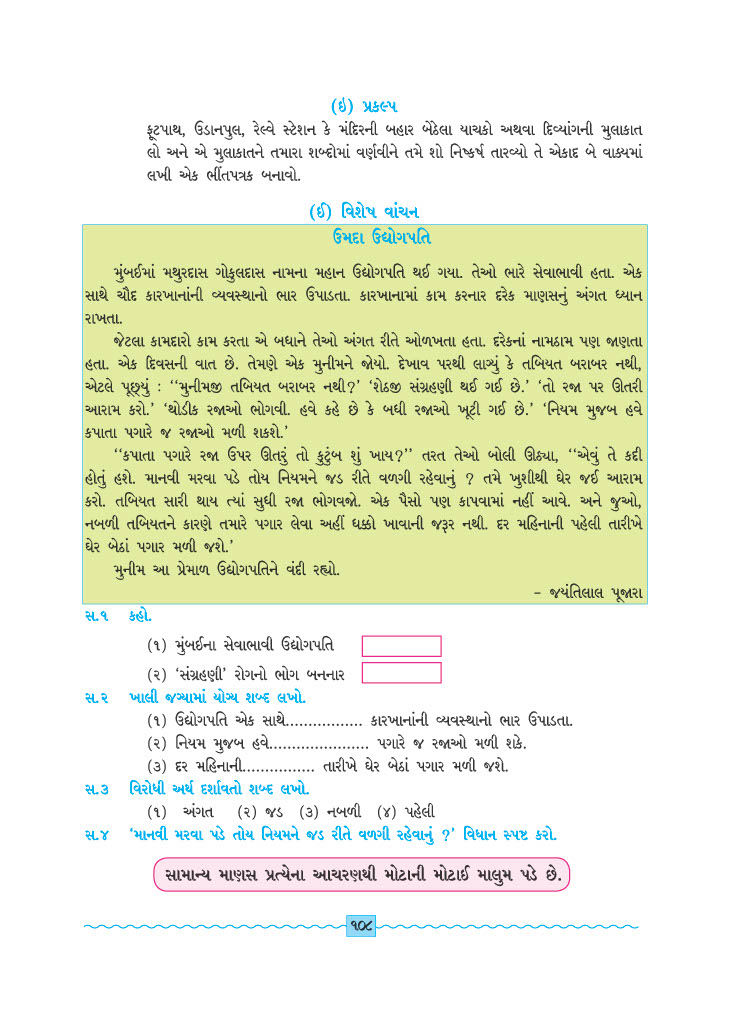 (ઇ) પ્રકલ્પ
ફૂટપાથ, ઉડાનપુલ, રેલ્વે સ્ટેશન કે મંદિરની બહાર બેઠેલા યાચકો અથવા દિવ્યાંગની મુલાકાત
લો અને એ મુલાકાતને તમારા શબ્દોમાં વર્ણવીને તમે શો નિષ્કર્ષ તારવ્યો તે એકાદ બે વાક્યમાં
લખી એક ભીંતપત્રક બનાવો.
(ઈ) વિશેષ વાંચન
ઉમદા ઉદ્યોગપતિ
મુંબઈમાં મથુરદાસ ગોકુલદાસ નામના મહાન ઉદ્યોગપતિ થઈ ગયા. તેઓ ભારે સેવાભાવી હતા. એક
સાથે ચૌદ કારખાનાંની વ્યવસ્થાનો ભાર ઉપાડતા. કારખાનામાં કામ કરનાર દરેક માણસનું અંગત ધ્યાન
રાખતા.
જેટલા કામદારો કામ કરતા એ બધાને તેઓ અંગત રીતે ઓળખતા હતા. દરેકનાં નામઠામ પણ જાણતા
હતા. એક દિવસની વાત છે. તેમણે એક મુનીમને જોયો. દેખાવ પરથી લાગ્યું કે તબિયત બરાબર નથી,
એટલે પૂછ્યું : ‘‘મુનીમજી તબિયત બરાબર નથી?’ ‘શેઠજી સંગ્રહણી થઈ ગઈ છે.’ ‘તો રજા પર ઊતરી
આરામ કરો.’ ‘થોડીક રજાઓ ભોગવી. હવે કહે છે કે બધી રજાઓ ખૂટી ગઈ છે.’ ‘નિયમ મુજબ હવે
કપાતા પગારે જ રજાઓ મળી શકશે.’
‘‘કપાતા પગારે રજા ઉપર ઊતરું તો કુટુંબ શું ખાય?’’ તરત તેઓ બોલી ઊઠ્યા, ‘‘એવું તે કદી
હોતું હશે. માનવી મરવા પડે તોય નિયમને જડ રીતે વળગી રહેવાનું ? તમે ખુશીથી ઘેર જઈ આરામ
કરો. તબિયત સારી થાય ત્યાં સુધી રજા ભોગવજો. એક પૈસો પણ કાપવામાં નહીં આવે. અને જુઓ,
નબળી તબિયતને કારણે તમારે પગાર લેવા અહીં ધક્કો ખાવાની જરૂર નથી. દર મહિનાની પહેલી તારીખે
ઘેર બેઠાં પગાર મળી જશે.’
મુનીમ આ પ્રેમાળ ઉદ્યોગપતિને વંદી રહ્યો.
- જયંતિલાલ પૂજારા
સ.૧ કહો.
(૧) મુંબઈના સેવાભાવી ઉદ્યોગપતિ
(૨) ‘સંગ્રહણી’ રોગનો ભોગ બનનાર
સ.૨ ખાલી જગ્યામાં યોગ્ય શબ્દ લખો.
(૧) ઉદ્યોગપતિ એક સાથે................. કારખાનાંની વ્યવસ્થાનો ભાર ઉપાડતા.
(૨) નિયમ મુજબ હવે...................... પગારે જ રજાઓ મળી શકે.
(૩) દર મહિનાની................ તારીખે ઘેર બેઠાં પગાર મળી જશે.
સ.૩ વિરોધી અર્થ દર્શાવતો શબ્દ લખો.
(૧) અંગત (૨) જડ (૩) નબળી (૪) પહેલી
સ.૪ ‘માનવી મરવા પડે તોય નિયમને જડ રીતે વળગી રહેવાનું ?’ વિધાન સ્પષ્ટ કરો.
સામાન્ય માણસ પ્રત્યેના આચરણથી મોટાની મોટાઈ માલુમ પડે છે.
૧૦૮